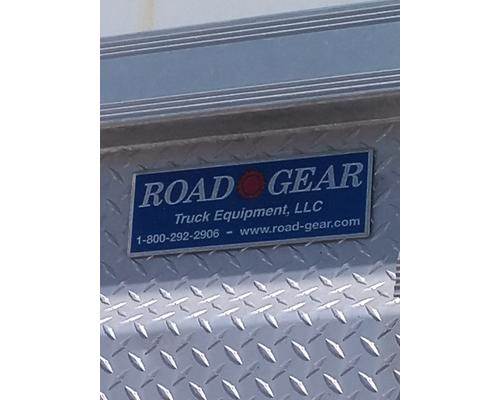 ROAD GEAR
Truck Equipment, LLC
1-800-292-2906 - www.road-gear.com